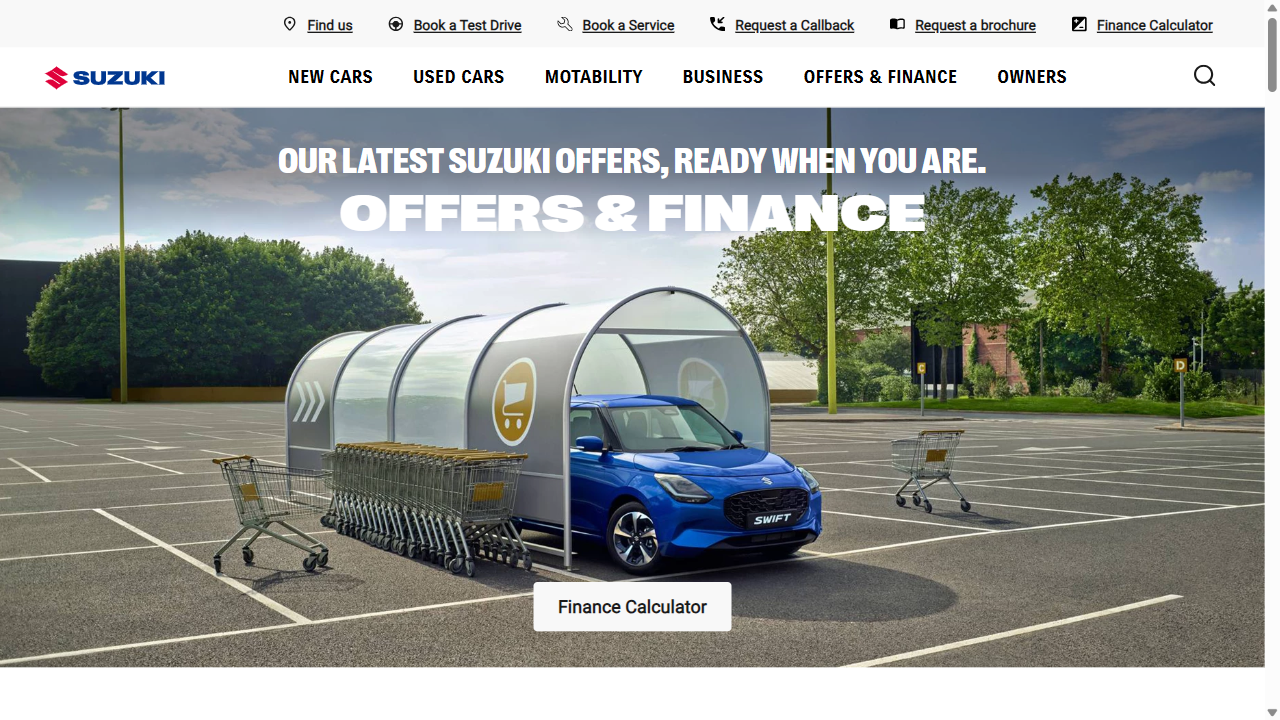 Find us
Book a Test Drive
Book a Service
Request a Callback
Request a brochure
Finance Calculator
SUZUKI
NEW CARS
USED CARS
MOTABILITY
BUSINESS
OFFERS & FINANCE
OWNERS
OUR LATEST SUZUKI OFFERS, READY WHEN YOU ARE.
OFFERS & FINANCE
C
D
SWIFT
Finance Calculator